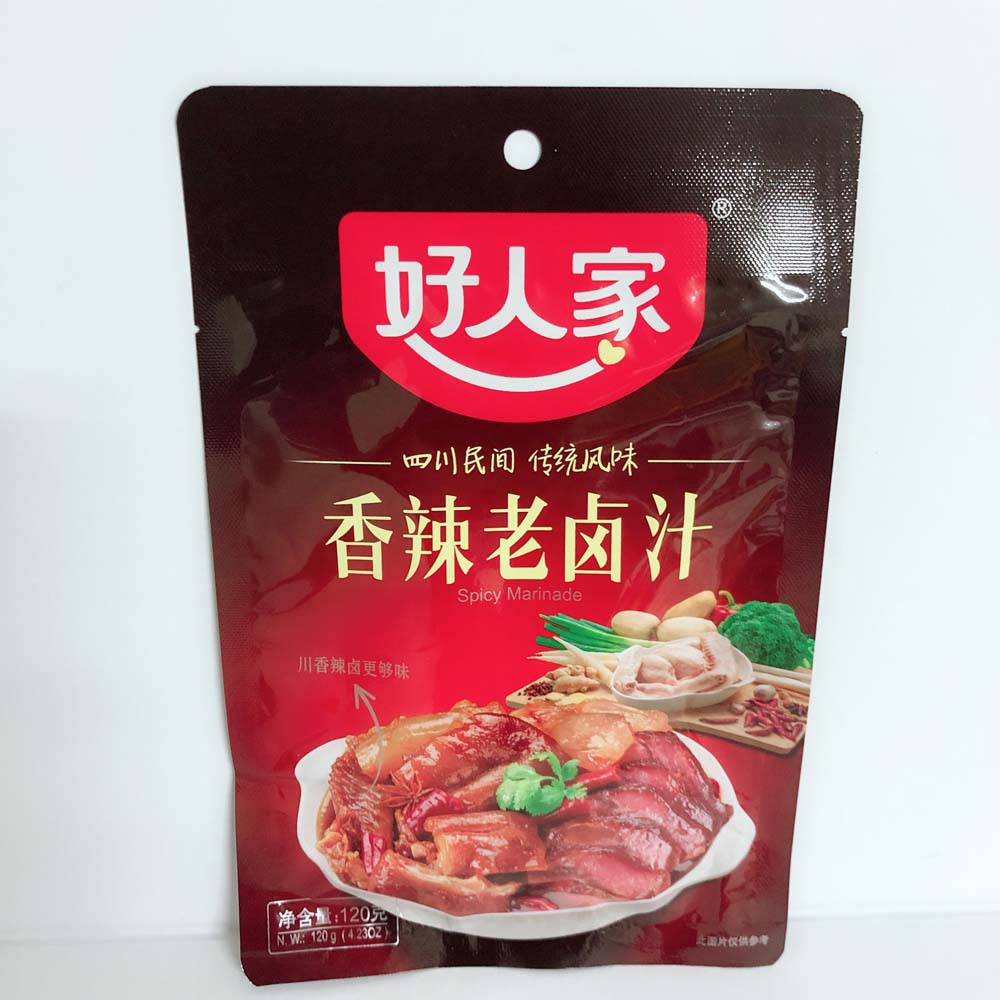 ®
好人家
四川民间 传统风味
香辣老卤汁
Spicy Marinade
川香辣卤更够味
净含量:120克
N.W.: 120g (4.23OZ)
此图片仅供参考